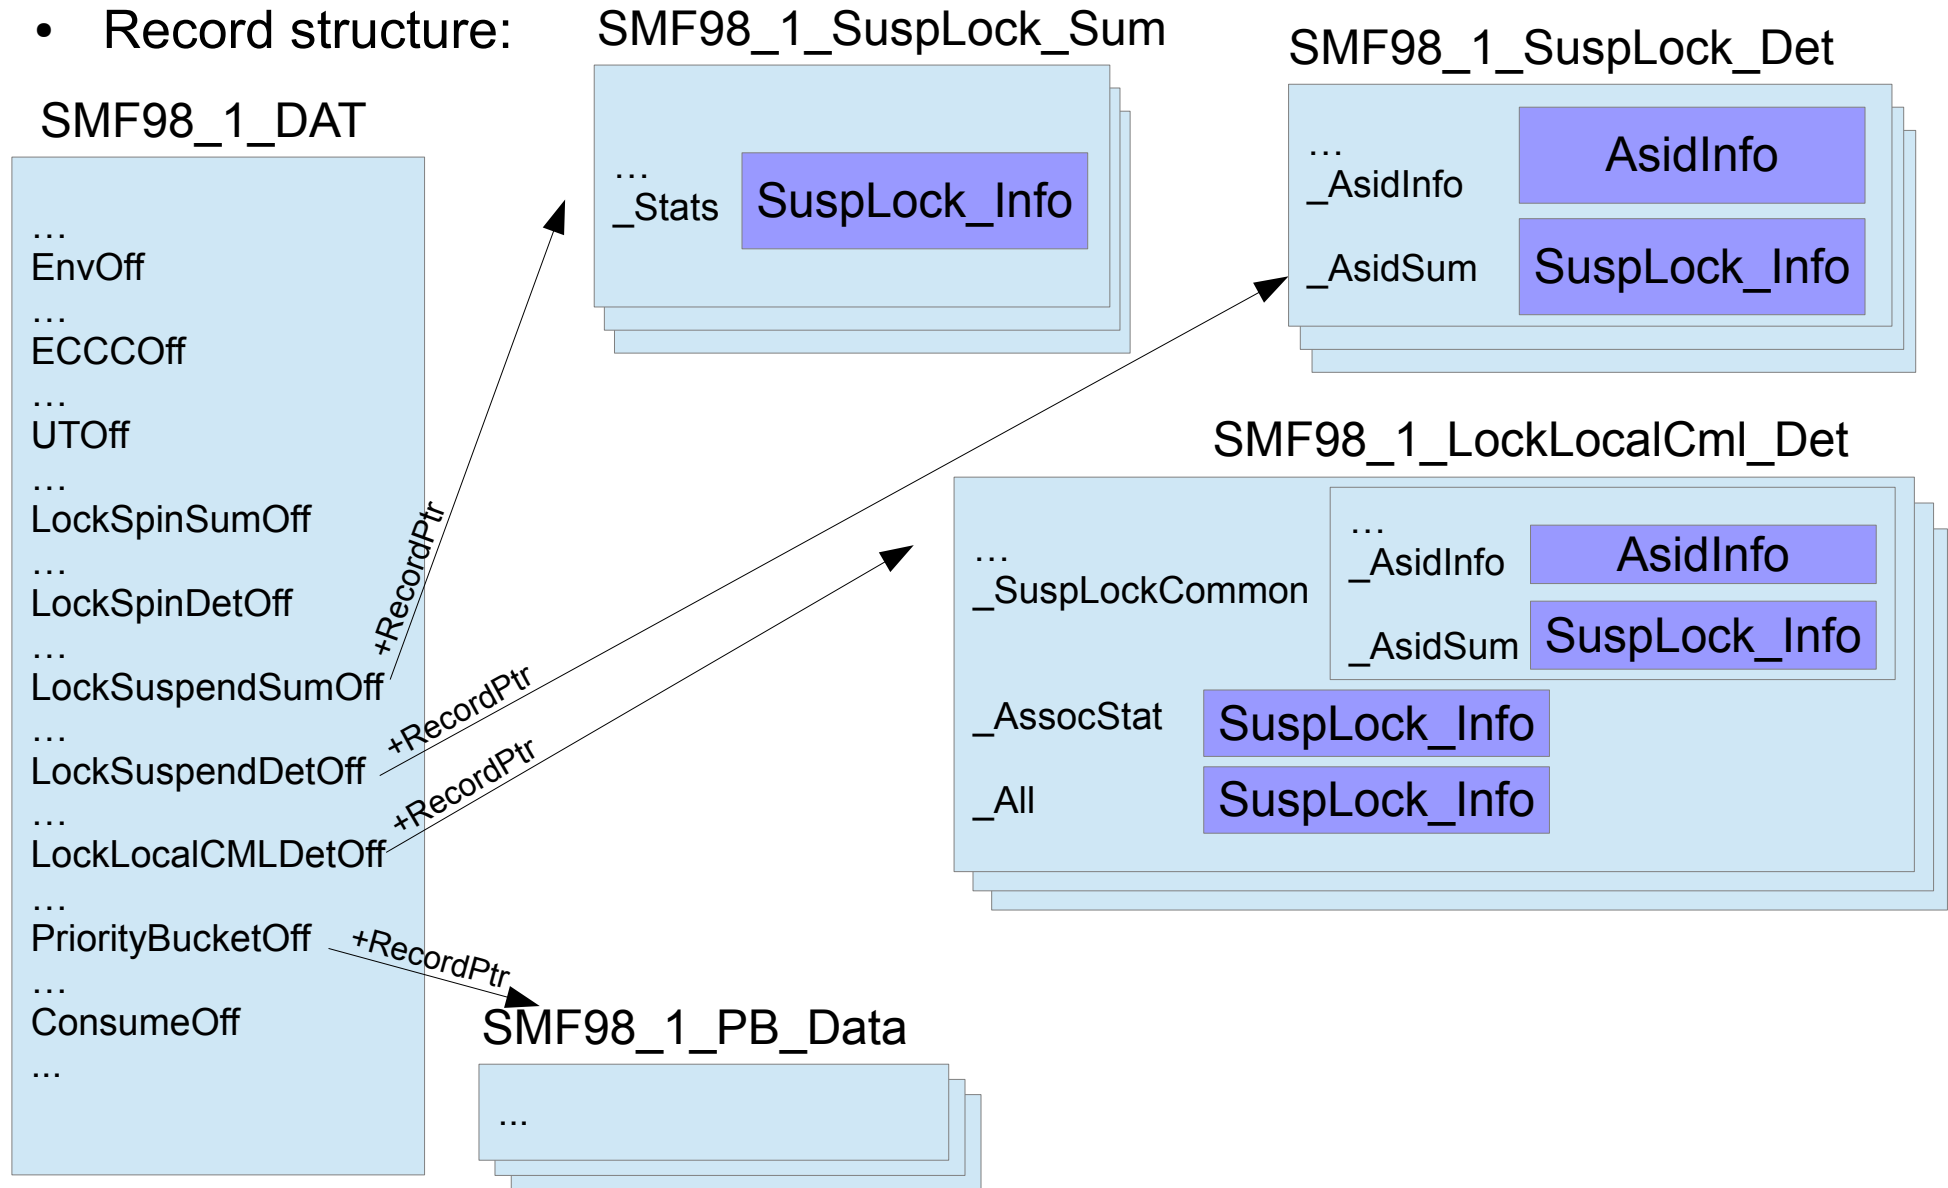 • Record structure:
SMF98_1_DAT
…
EnvOff
…
ECCCOff
…
UTOff
…
LockSpinSumOff
…
LockSpinDetOff
…
LockSuspendSumOff
…
LockSuspendDetOff
…
LockLocalCMLDetOff
…
PriorityBucketOff
…
ConsumeOff
...
+RecordPtr
+RecordPtr
+RecordPtr
+RecordPtr
SMF98_1_SuspLock_Sum
…
_Stats
SuspLock_Info
SMF98_1_SuspLock_Det
…
_AsidInfo
AsidInfo
_AsidSum
SuspLock_Info
SMF98_1_LockLocalCml_Det
…
_SuspLockCommon
…
_AsidInfo
AsidInfo
_AsidSum
SuspLock_Info
_AssocStat
SuspLock_Info
_All
SuspLock_Info
SMF98_1_PB_Data
...